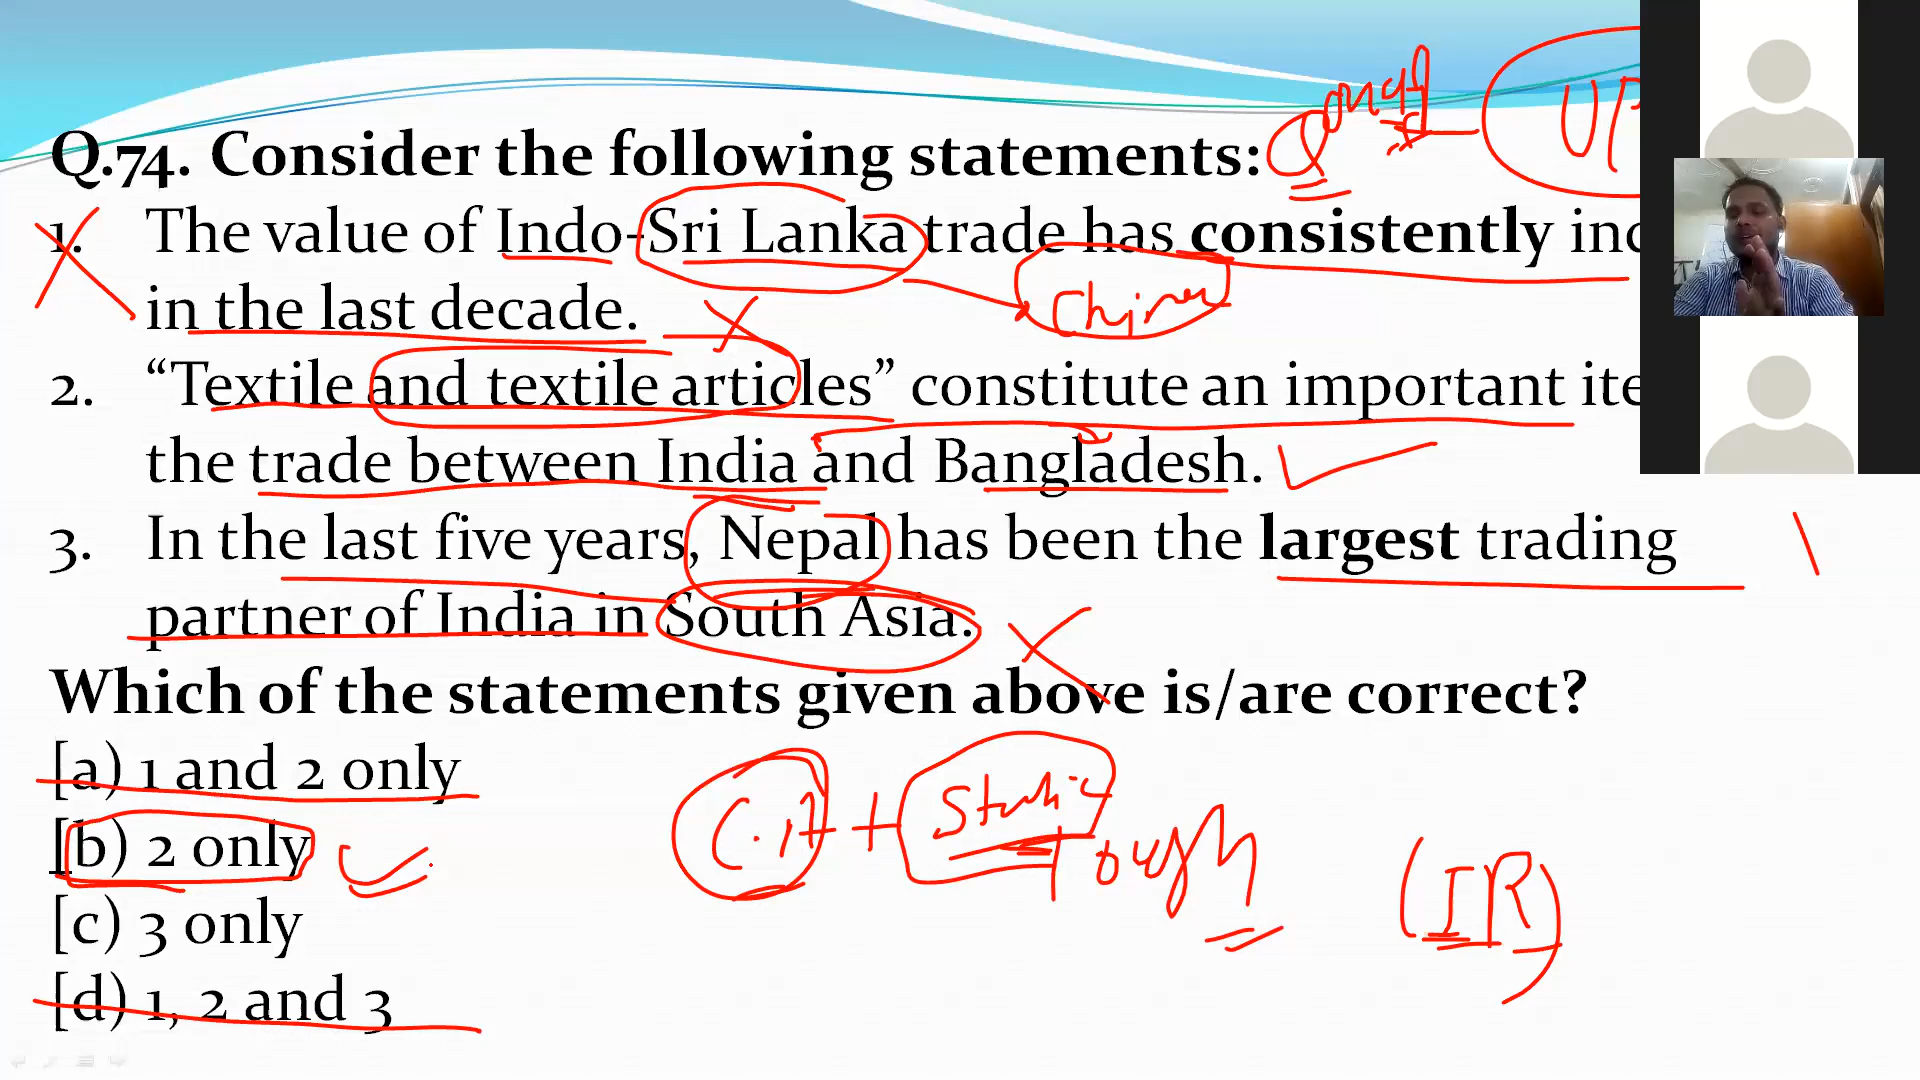 Q.74. Consider the following statements:
UP
1. The value of Indo-Sri Lanka trade has consistently inc
in the last decade.
China
2. “Textile and textile articles” constitute an important ite
the trade between India and Bangladesh.
3. In the last five years, Nepal has been the largest trading
partner of India in South Asia.
Which of the statements given above is/are correct?
[a) 1 and 2 only
[b) 2 only
C.A + Static
Tough
(IR)
[c) 3 only
[d) 1, 2 and 3